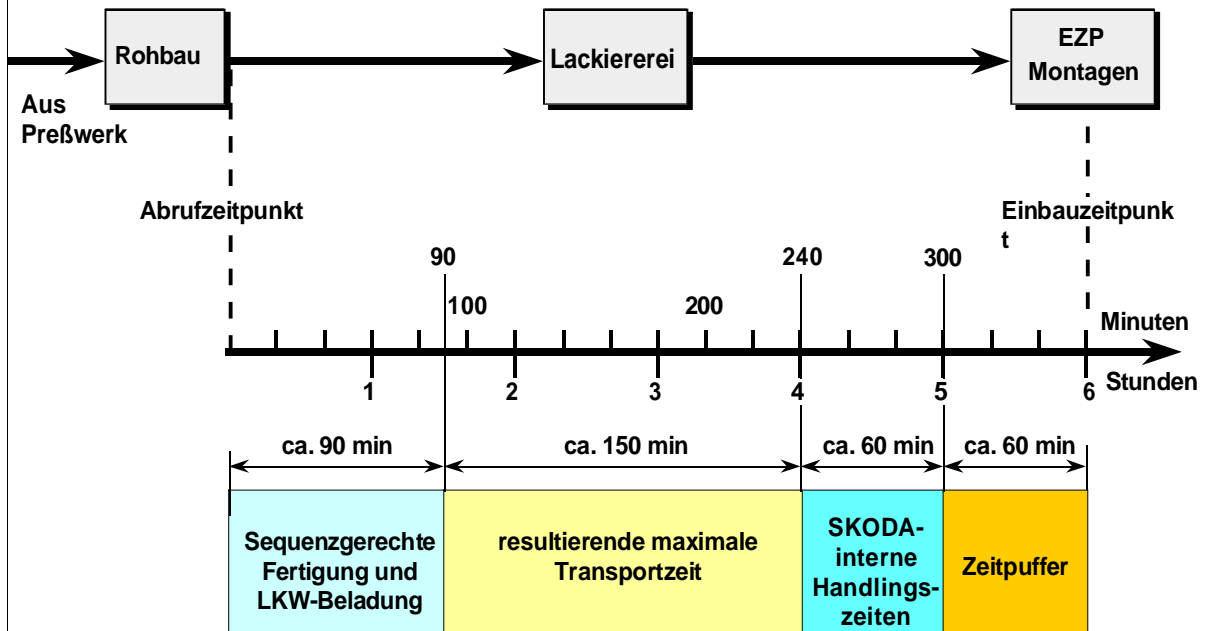 Rohbau
Lackiererei
EZP
Montagen
Aus
Preßwerk
Abrufzeitpunkt
Einbauzeitpunk
t
90
240
300
100
200
Minuten
1
2
3
4
5
6
Stunden
ca. 90 min
ca. 150 min
ca. 60 min
ca. 60 min
Sequenzgerechte
Fertigung und
LKW-Beladung
resultierende maximale
Transportzeit
SKODA-
interne
Handlings-
zeiten
Zeitpuffer